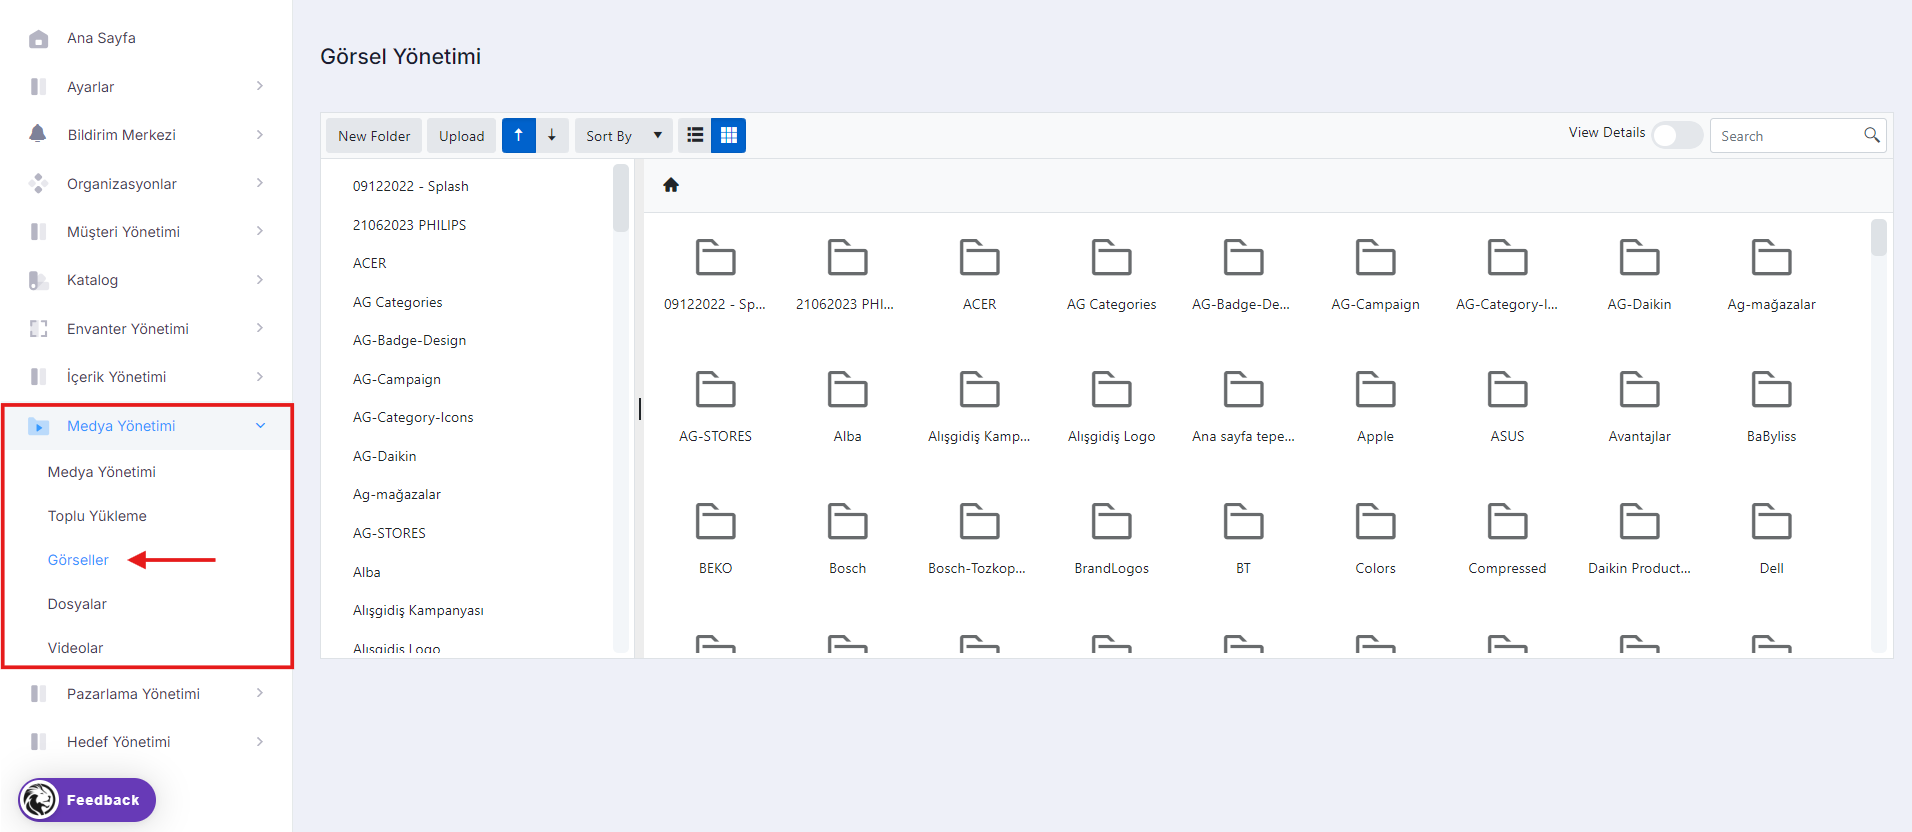 Ana Sayfa
Ayarlar
Bildirim Merkezi
Organizasyonlar
Müşteri Yönetimi
Katalog
Envanter Yönetimi
İçerik Yönetimi
Medya Yönetimi
Medya Yönetimi
Toplu Yükleme
Görseller
Dosyalar
Videolar
Pazarlama Yönetimi
Hedef Yönetimi
Feedback
Görsel Yönetimi
New Folder Upload Sort By View Details Search
09122022 - Splash
21062023 PHILIPS
ACER
AG Categories
AG-Badge-Design
AG-Campaign
AG-Category-Icons
AG-Daikin
Ag-mağazalar
AG-STORES
Alba
Alışgidiş Kampanyası
Alışgidiş Logo
09122022 - Sp... 21062023 PHI... ACER AG Categories AG-Badge-De... AG-Campaign AG-Category-I... AG-Daikin Ag-mağazalar
AG-STORES Alba Alışgidiş Kamp... Alışgidiş Logo Ana sayfa tepe... Apple ASUS Avantajlar BaByliss
BEKO Bosch Bosch-Tozkop... BrandLogos BT Colors Compressed Daikin Product... Dell